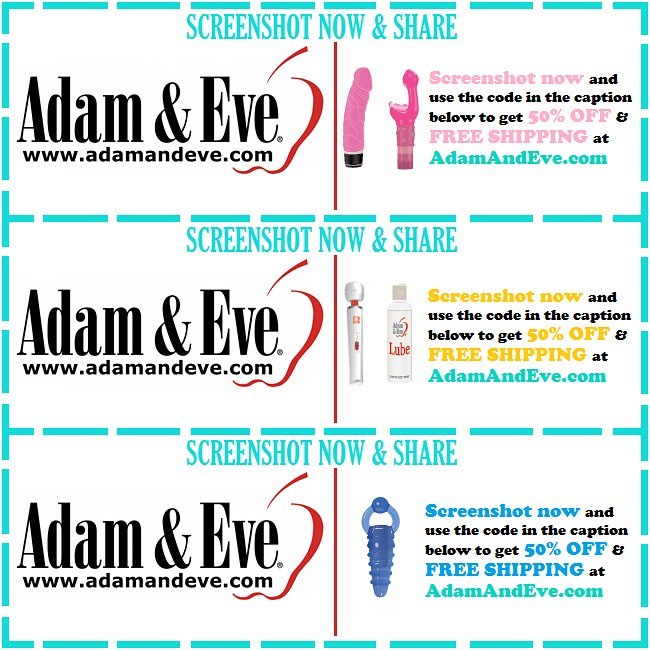 SCREENSHOT NOW & SHARE
Adam & Eve®
www.adamandeve.com
Screenshot now and
use the code in the caption
below to get 50% OFF &
FREE SHIPPING at
AdamAndEve.com
SCREENSHOT NOW & SHARE
Adam & Eve®
www.adamandeve.com
Adam
&Eve
Lube
Screenshot now and
use the code in the caption
below to get 50% OFF &
FREE SHIPPING at
AdamAndEve.com
SCREENSHOT NOW & SHARE
Adam & Eve®
www.adamandeve.com
Screenshot now and
use the code in the caption
below to get 50% OFF &
FREE SHIPPING at
AdamAndEve.com